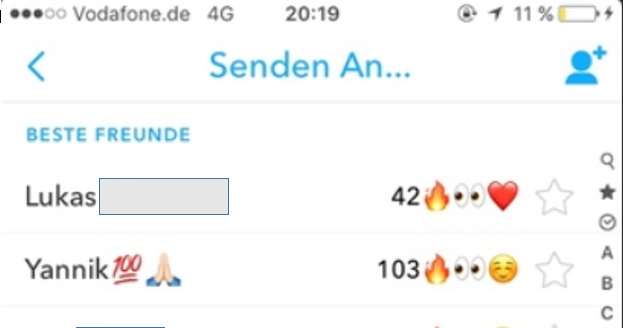 Vodafone.de 4G 20:19 11 %
Senden An...
BESTE FREUNDE
Lukas 42🔥👀❤️
Yannik💯🙏🏻 103🔥👀☺️
A
B
C